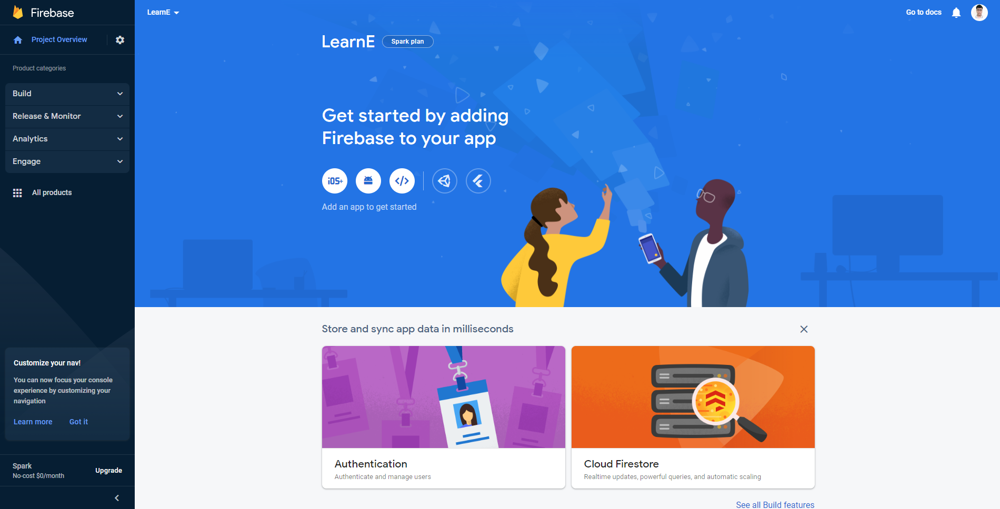 Firebase
Project Overview
Product categories
Build
Release & Monitor
Analytics
Engage
All products
Customize your nav!
You can now focus your console
experience by customizing your
navigation
Learn more
Got it
Spark
No-cost $0/month
Upgrade
LearnE
Go to docs
LearnE
Spark plan
Get started by adding
Firebase to your app
iOS+
</>
Add an app to get started
Store and sync app data in milliseconds
Authentication
Authenticate and manage users
Cloud Firestore
Realtime updates, powerful queries, and automatic scaling
See all Build features